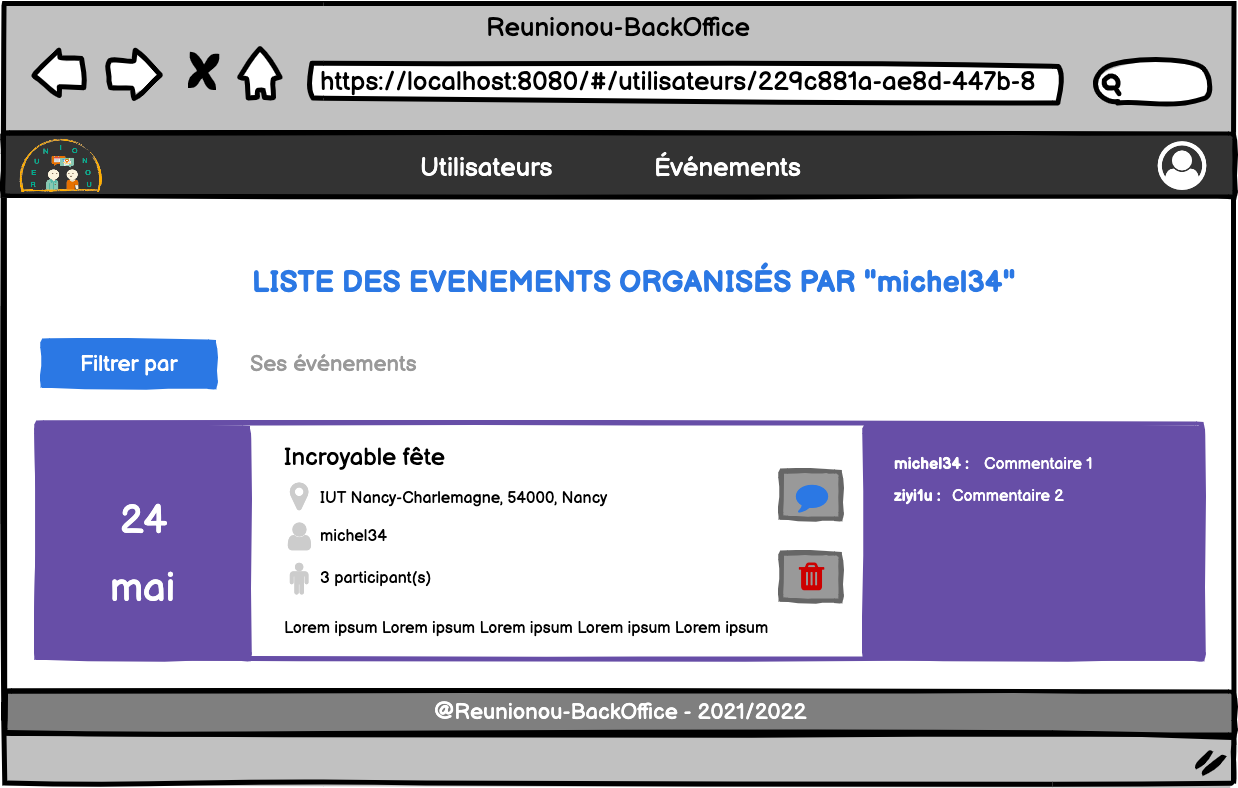 Reunionou-BackOffice
https://localhost:8080/#/utilisateurs/229c881a-ae8d-447b-8
REUNIONOU
Utilisateurs Événements
LISTE DES EVENEMENTS ORGANISÉS PAR "michel34"
Filtrer par Ses événements
24
mai
Incroyable fête
IUT Nancy-Charlemagne, 54000, Nancy
michel34
3 participant(s)
Lorem ipsum Lorem ipsum Lorem ipsum Lorem ipsum Lorem ipsum
michel34 : Commentaire 1
ziyi1u : Commentaire 2
@Reunionou-BackOffice - 2021/2022